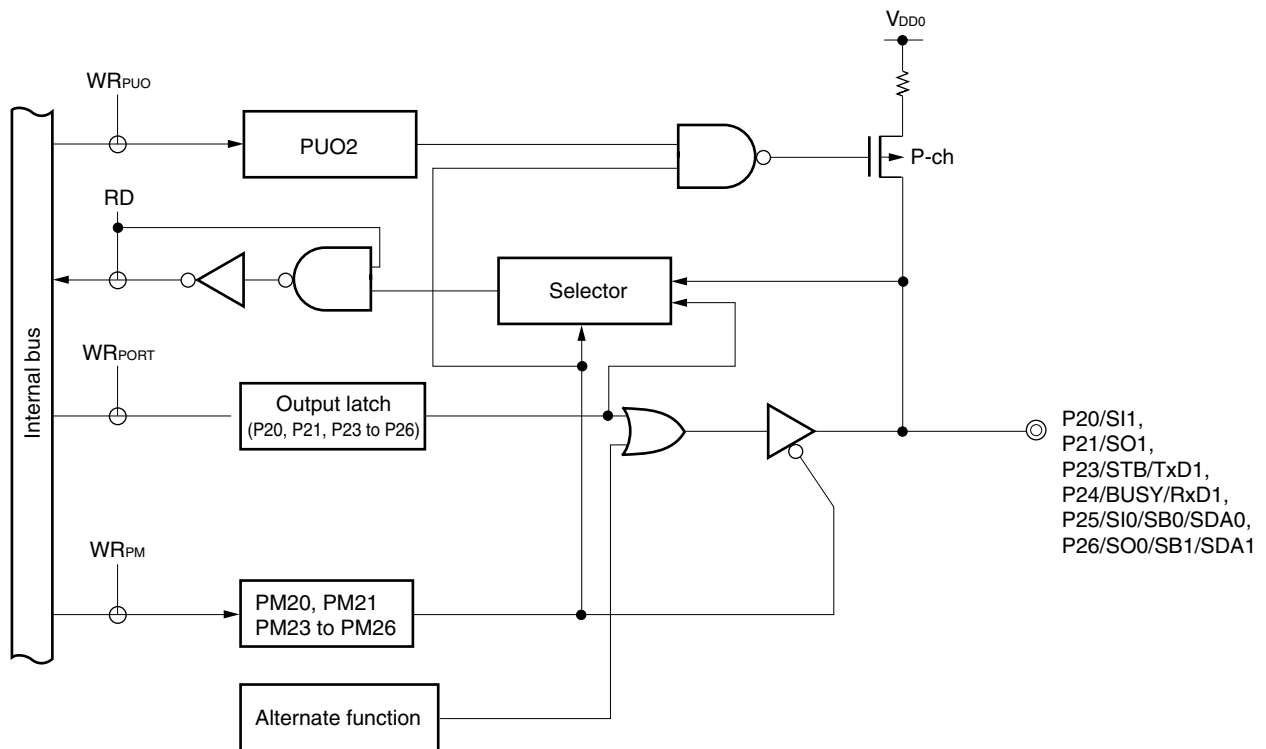 VDD0
WRPUO
PUO2
P-ch
RD
Selector
Internal bus
WRPORT
Output latch
(P20, P21, P23 to P26)
P20/SI1,
P21/SO1,
P23/STB/TxD1,
P24/BUSY/RxD1,
P25/SI0/SB0/SDA0,
P26/SO0/SB1/SDA1
WRPM
PM20, PM21
PM23 to PM26
Alternate function